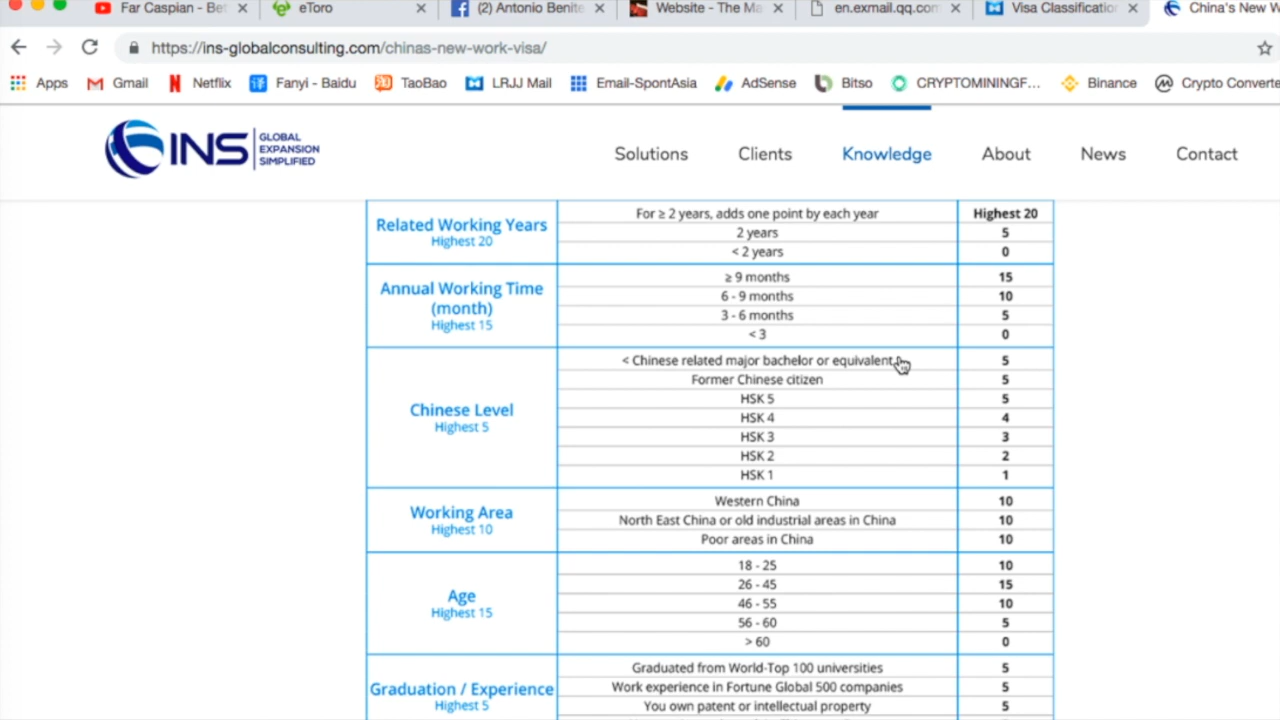 Far Caspian - Bet
eToro
(2) Antonio Benite
Website - The Ma
en.exmail.qq.com
Visa Classification
China's New W
https://ins-globalconsulting.com/chinas-new-work-visa/
Apps
Gmail
Netflix
Fanyi - Baidu
TaoBao
LRJJ Mail
Email-SpontAsia
AdSense
Bitso
CRYPTOMININGF...
Binance
Crypto Converte
INS
GLOBAL
EXPANSION
SIMPLIFIED
Solutions
Clients
Knowledge
About
News
Contact
Related Working Years
Highest 20
For ≥ 2 years, adds one point by each year Highest 20
2 years 5
< 2 years 0
Annual Working Time
(month)
Highest 15
≥ 9 months 15
6 - 9 months 10
3 - 6 months 5
< 3 0
Chinese Level
Highest 5
< Chinese related major bachelor or equivalent 5
Former Chinese citizen 5
HSK 5 5
HSK 4 4
HSK 3 3
HSK 2 2
HSK 1 1
Working Area
Highest 10
Western China 10
North East China or old industrial areas in China 10
Poor areas in China 10
Age
Highest 15
18 - 25 10
26 - 45 15
46 - 55 10
56 - 60 5
> 60 0
Graduation / Experience
Highest 5
Graduated from World-Top 100 universities 5
Work experience in Fortune Global 500 companies 5
You own patent or intellectual property 5